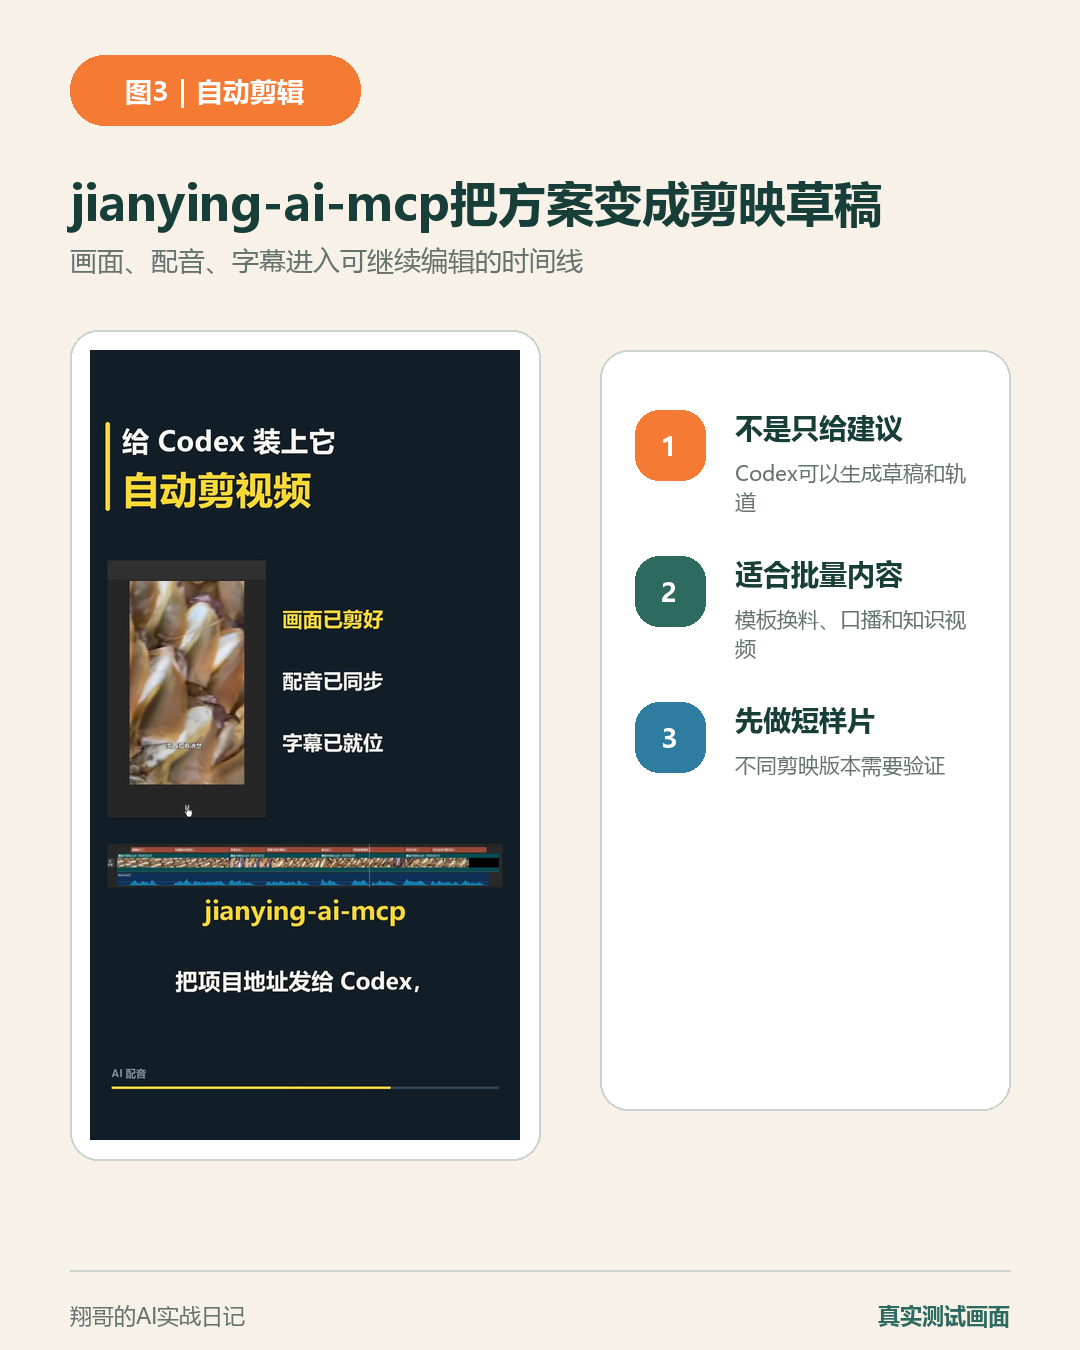 图3｜自动剪辑
jianying-ai-mcp把方案变成剪映草稿
画面、配音、字幕进入可继续编辑的时间线
给 Codex 装上它
自动剪视频
画面已剪好
配音已同步
字幕已就位
jianying-ai-mcp
把项目地址发给 Codex，
AI 配音
1
不是只给建议
Codex可以生成草稿和轨
道
2
适合批量内容
模板换料、口播和知识视
频
3
先做短样片
不同剪映版本需要验证
翔哥的AI实战日记
真实测试画面